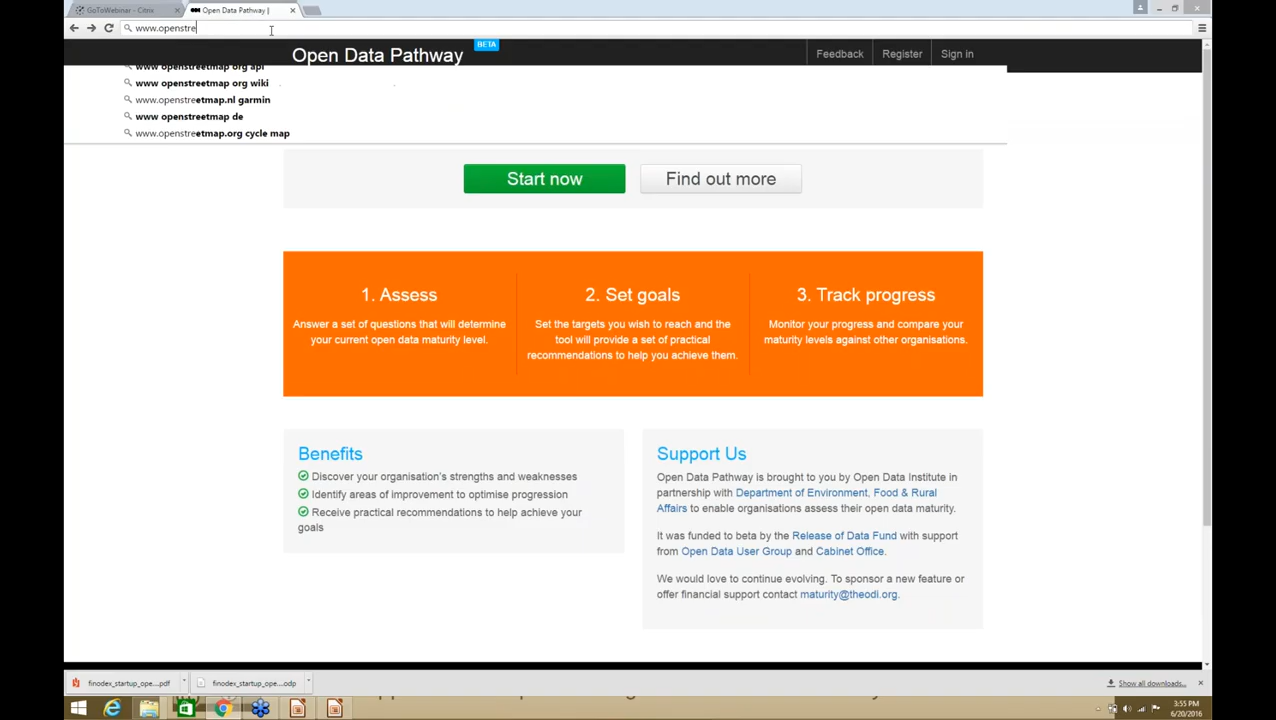 GoToWebinar - Citrix
Open Data Pathway |
www.openstre
www openstreetmap org api
www openstreetmap org wiki
www.openstreetmap.nl garmin
www openstreetmap de
www.openstreetmap.org cycle map
Open Data Pathway
BETA
Feedback
Register
Sign in
Start now
Find out more
1. Assess
Answer a set of questions that will determine
your current open data maturity level.
2. Set goals
Set the targets you wish to reach and the
tool will provide a set of practical
recommendations to help you achieve them.
3. Track progress
Monitor your progress and compare your
maturity levels against other organisations.
Benefits
Discover your organisation's strengths and weaknesses
Identify areas of improvement to optimise progression
Receive practical recommendations to help achieve your
goals
Support Us
Open Data Pathway is brought to you by Open Data Institute in
partnership with Department of Environment, Food & Rural
Affairs to enable organisations assess their open data maturity.
It was funded to beta by the Release of Data Fund with support
from Open Data User Group and Cabinet Office.
We would love to continue evolving. To sponsor a new feature or
offer financial support contact maturity@theodi.org.
finodex_startup_ope....pdf
finodex_startup_ope....odp
Show all downloads...
3:55 PM
6/20/2016